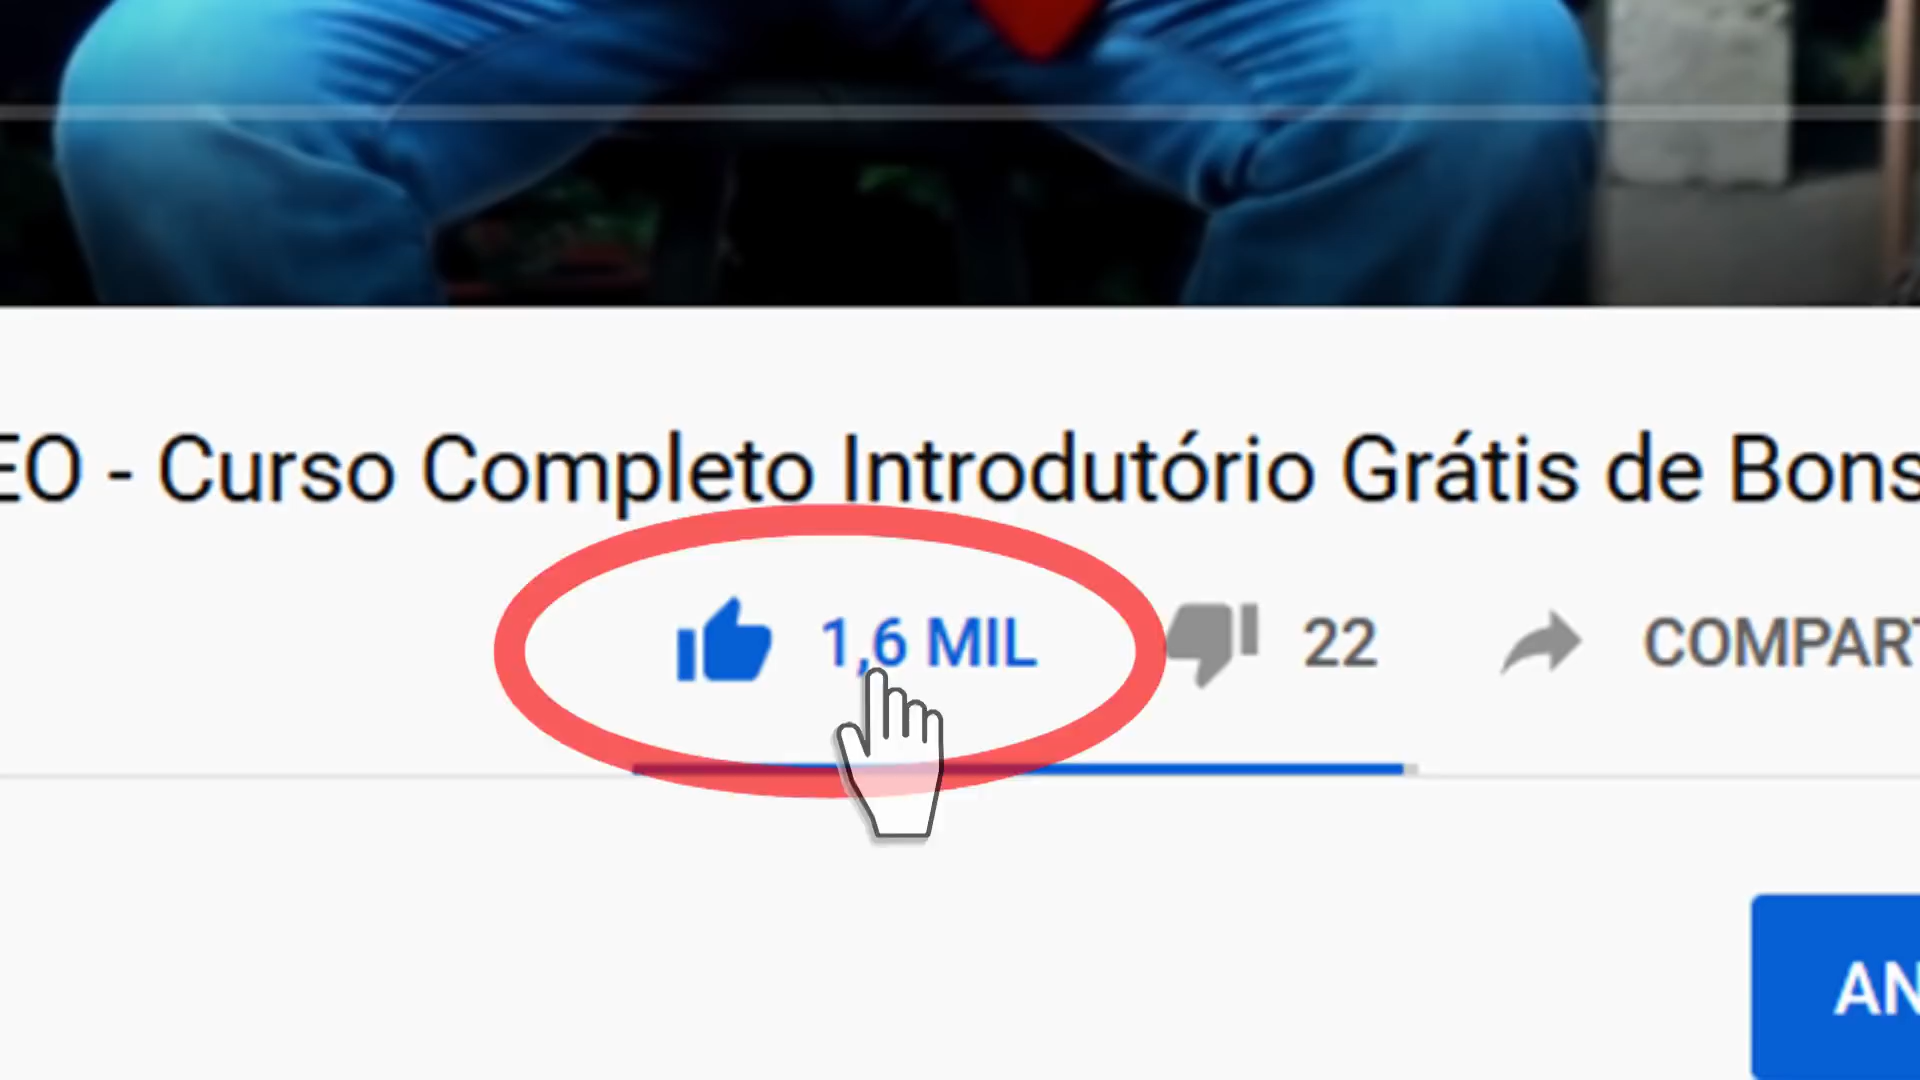 EO - Curso Completo Introdutório Grátis de Bons
1,6 MIL 22 COMPART
AN